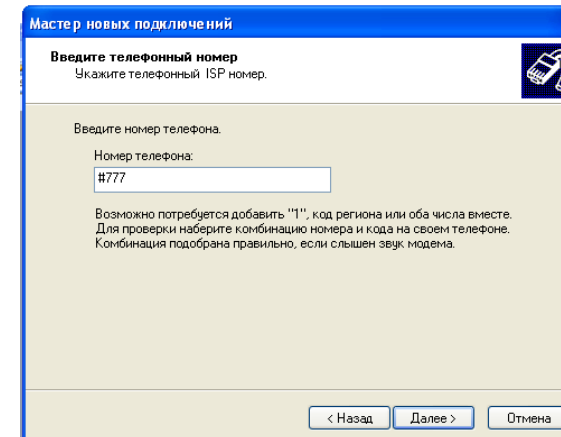 Мастер новых подключений
Введите телефонный номер
Укажите телефонный ISP номер.
Введите номер телефона.
Номер телефона:
#777
Возможно потребуется добавить "1", код региона или оба числа вместе.
Для проверки наберите комбинацию номера и кода на своем телефоне.
Комбинация подобрана правильно, если слышен звук модема.
< Назад Далее > Отмена